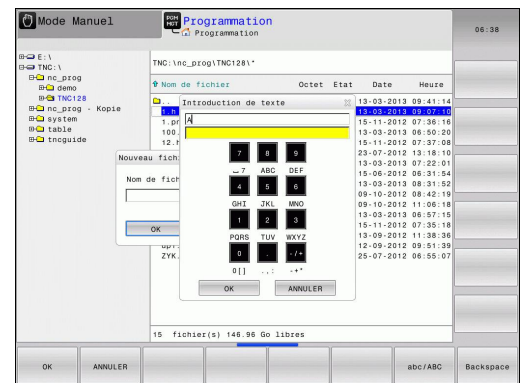 Mode Manuel
PGM
MGT
Programmation
Programmation
06:38
E:\
TNC:\
nc_prog
demo
TNC128
nc_prog - Kopie
system
table
tncguide
TNC:\nc_prog\TNC128\*
Nom de fichier Octet Etat Date Heure
..
13-03-2013 09:41:14
1.h 13-03-2013 09:07:10
1.pr 15-11-2012 07:36:16
100. 13-03-2013 06:50:20
12.h 15-11-2012 07:37:08
23-07-2012 13:18:10
13-03-2013 07:22:01
15-06-2012 06:31:54
13-03-2013 08:31:52
09-10-2012 08:42:19
09-10-2012 11:06:18
13-03-2013 06:57:15
15-11-2012 07:35:18
13-09-2012 11:38:36
12-09-2012 09:51:39
ZYK. 25-07-2012 06:55:07
Nouveau fich
Nom de fich
OK
Introduction de texte
A
7 8 9
7 ABC DEF
4 5 6
GHI JKL MNO
1 2 3
PQRS TUV WXYZ
0 . -/+
0[] .,: -+*
OK ANNULER
15 fichier(s) 146.96 Go libres
OK ANNULER abc/ABC Backspace